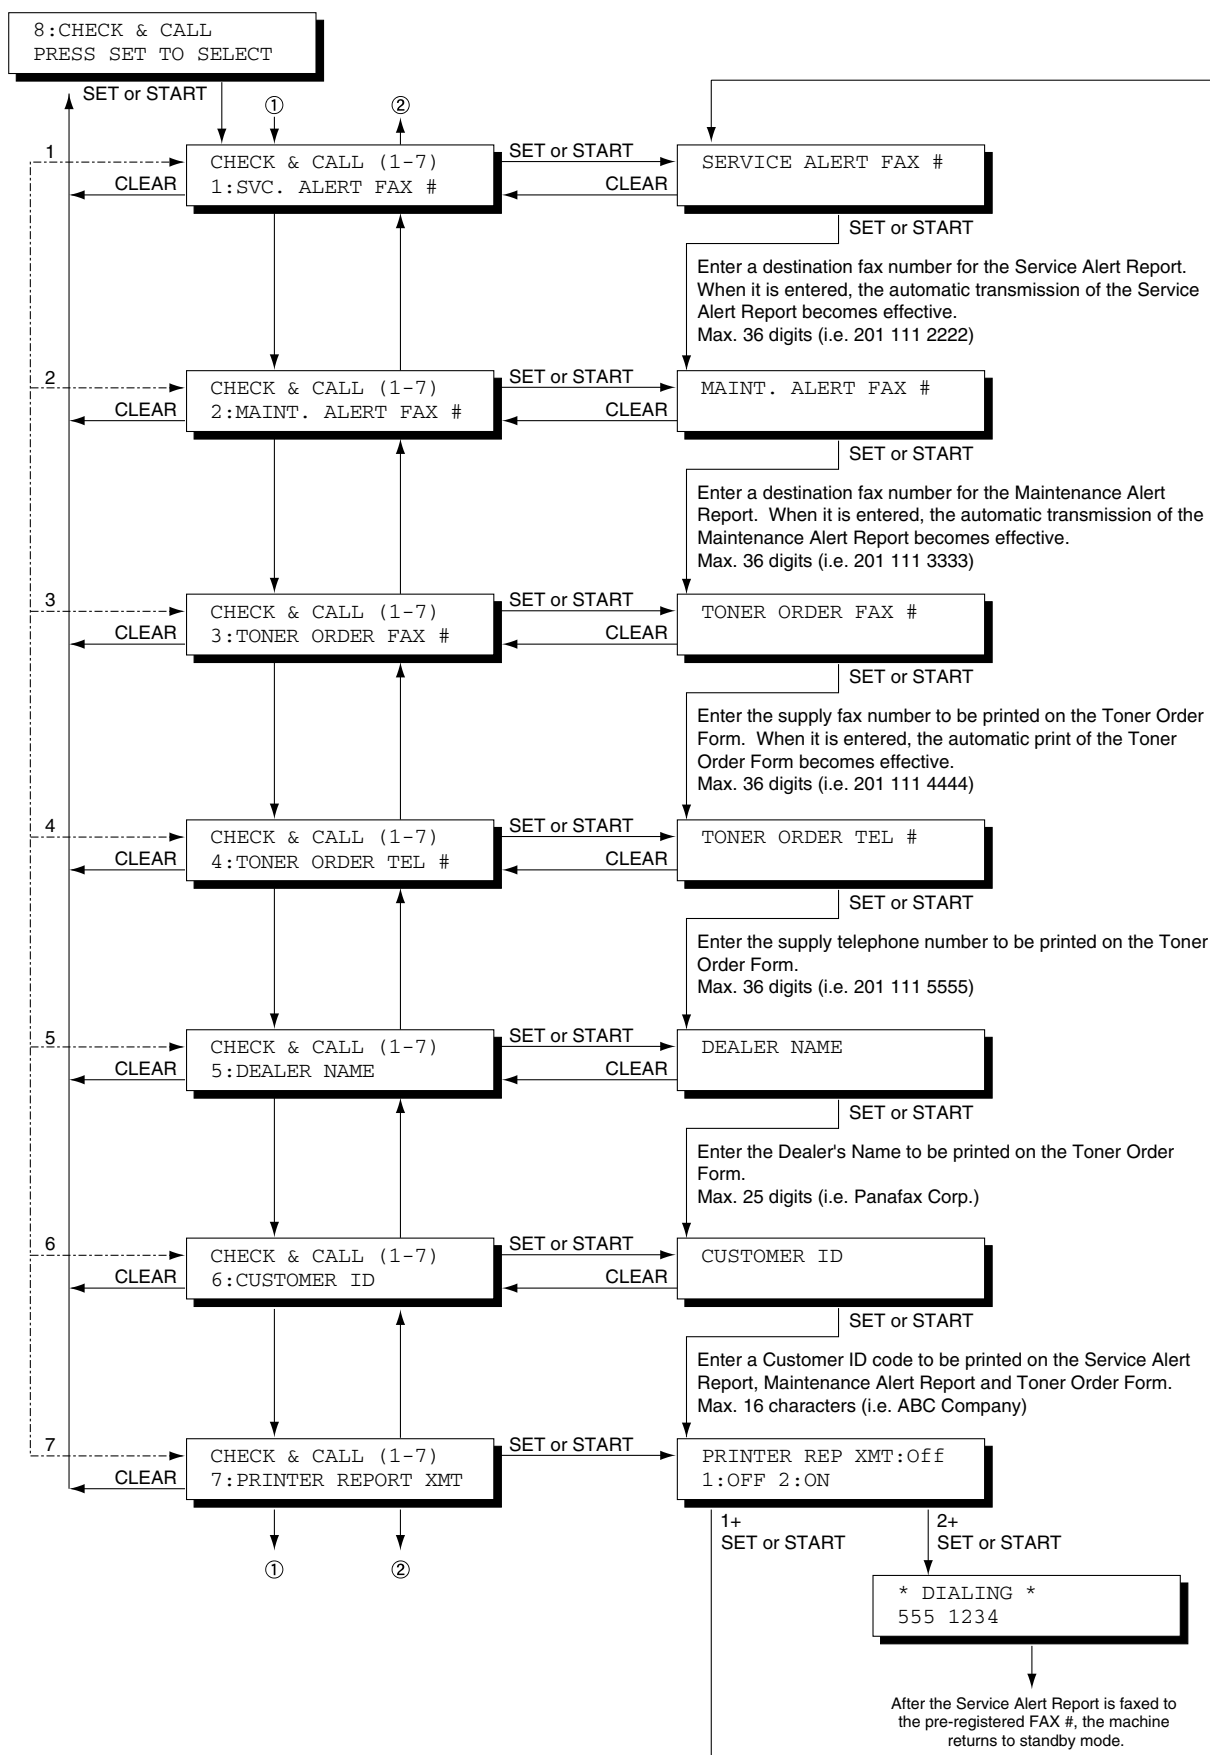 8:CHECK & CALL
PRESS SET TO SELECT
SET or START
① ②
1
CHECK & CALL (1-7)
1:SVC. ALERT FAX #
CLEAR
SET or START
CLEAR
SERVICE ALERT FAX #
SET or START
Enter a destination fax number for the Service Alert Report.
When it is entered, the automatic transmission of the Service
Alert Report becomes effective.
Max. 36 digits (i.e. 201 111 2222)
2
CHECK & CALL (1-7)
2:MAINT. ALERT FAX #
CLEAR
SET or START
CLEAR
MAINT. ALERT FAX #
SET or START
Enter a destination fax number for the Maintenance Alert
Report. When it is entered, the automatic transmission of the
Maintenance Alert Report becomes effective.
Max. 36 digits (i.e. 201 111 3333)
3
CHECK & CALL (1-7)
3:TONER ORDER FAX #
CLEAR
SET or START
CLEAR
TONER ORDER FAX #
SET or START
Enter the supply fax number to be printed on the Toner Order
Form. When it is entered, the automatic print of the Toner
Order Form becomes effective.
Max. 36 digits (i.e. 201 111 4444)
4
CHECK & CALL (1-7)
4:TONER ORDER TEL #
CLEAR
SET or START
CLEAR
TONER ORDER TEL #
SET or START
Enter the supply telephone number to be printed on the Toner
Order Form.
Max. 36 digits (i.e. 201 111 5555)
5
CHECK & CALL (1-7)
5:DEALER NAME
CLEAR
SET or START
CLEAR
DEALER NAME
SET or START
Enter the Dealer's Name to be printed on the Toner Order
Form.
Max. 25 digits (i.e. Panafax Corp.)
6
CHECK & CALL (1-7)
6:CUSTOMER ID
CLEAR
SET or START
CLEAR
CUSTOMER ID
SET or START
Enter a Customer ID code to be printed on the Service Alert
Report, Maintenance Alert Report and Toner Order Form.
Max. 16 characters (i.e. ABC Company)
7
CHECK & CALL (1-7)
7:PRINTER REPORT XMT
CLEAR
SET or START
PRINTER REP XMT:Off
1:OFF 2:ON
① ②
1+
SET or START
2+
SET or START
* DIALING *
555 1234
After the Service Alert Report is faxed to
the pre-registered FAX #, the machine
returns to standby mode.